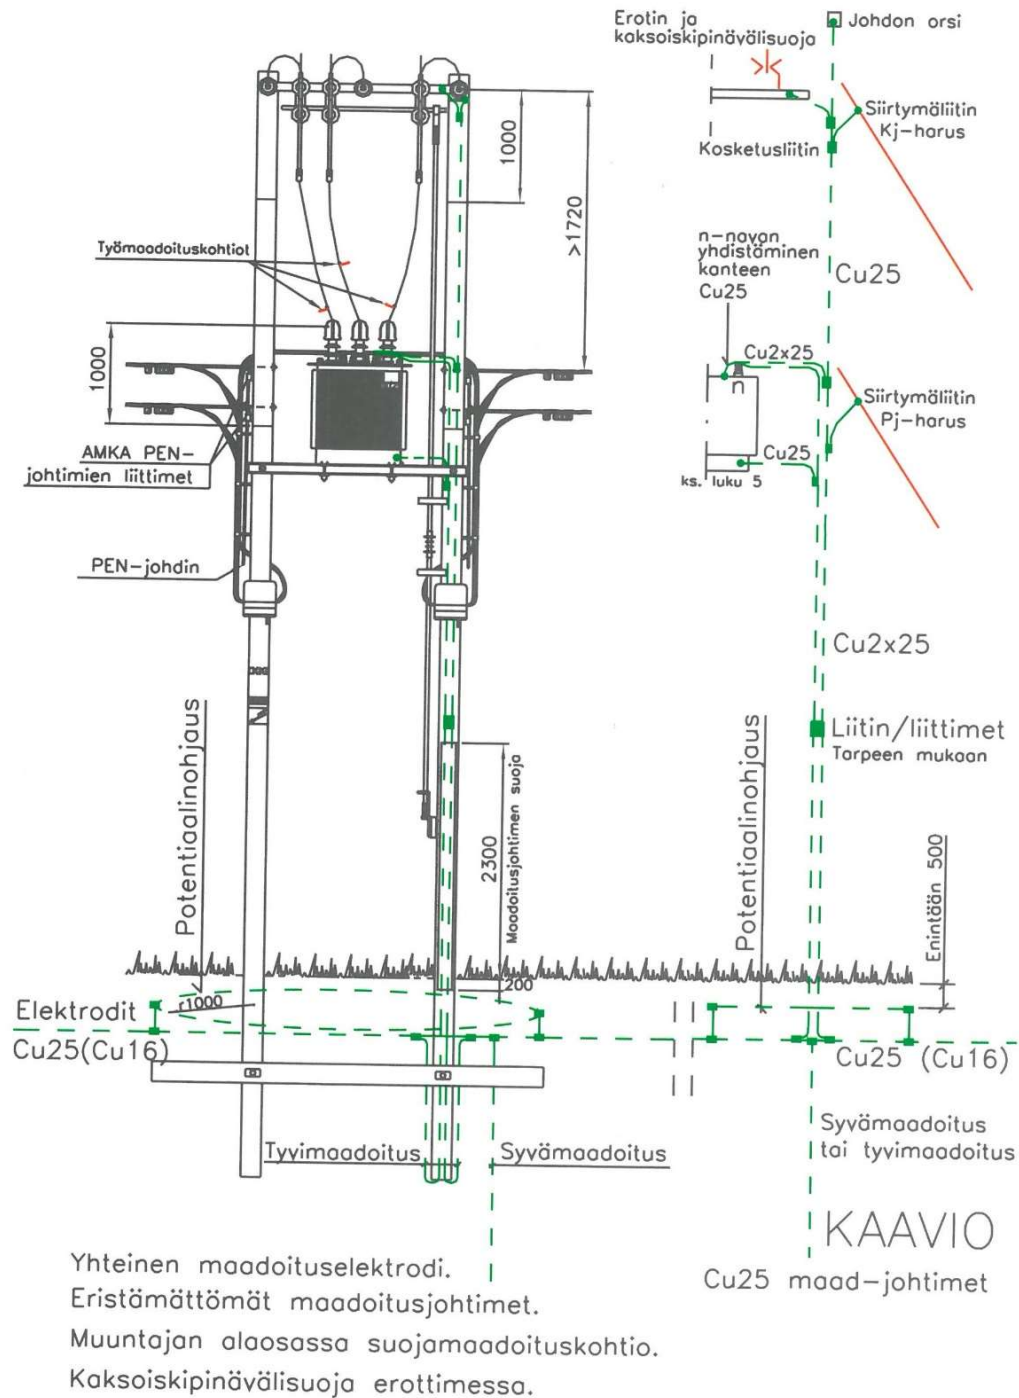 Erotin ja
kaksoiskipinävälisuoja
Johdon orsi
1000
>1720
Siirtymäliitin
Kj-harus
Kosketusliitin
Työmaadoituskohtiot
n-navan
yhdistäminen
kanteen
Cu25
Cu25
1000
Cu2x25
n
Siirtymäliitin
Pj-harus
AMKA PEN-
johtimien liittimet
Cu25
ks. luku 5
PEN-johdin
Cu2x25
Potentiaalinohjaus
2300
Maadoitusjohtimen suoja
Potentiaalinohjaus
Liitin/liittimet
Tarpeen mukaan
Enintään 500
200
r1000
Elektrodit
Cu25(Cu16)
Cu25 (Cu16)
Tyvimaadoitus
Syvämaadoitus
Syvämaadoitus
tai tyvimaadoitus
KAAVIO
Cu25 maad-johtimet
Yhteinen maadoituselektrodi.
Eristämättömät maadoitusjohtimet.
Muuntajan alaosassa suojamaadoituskohtio.
Kaksoiskipinävälisuoja erottimessa.